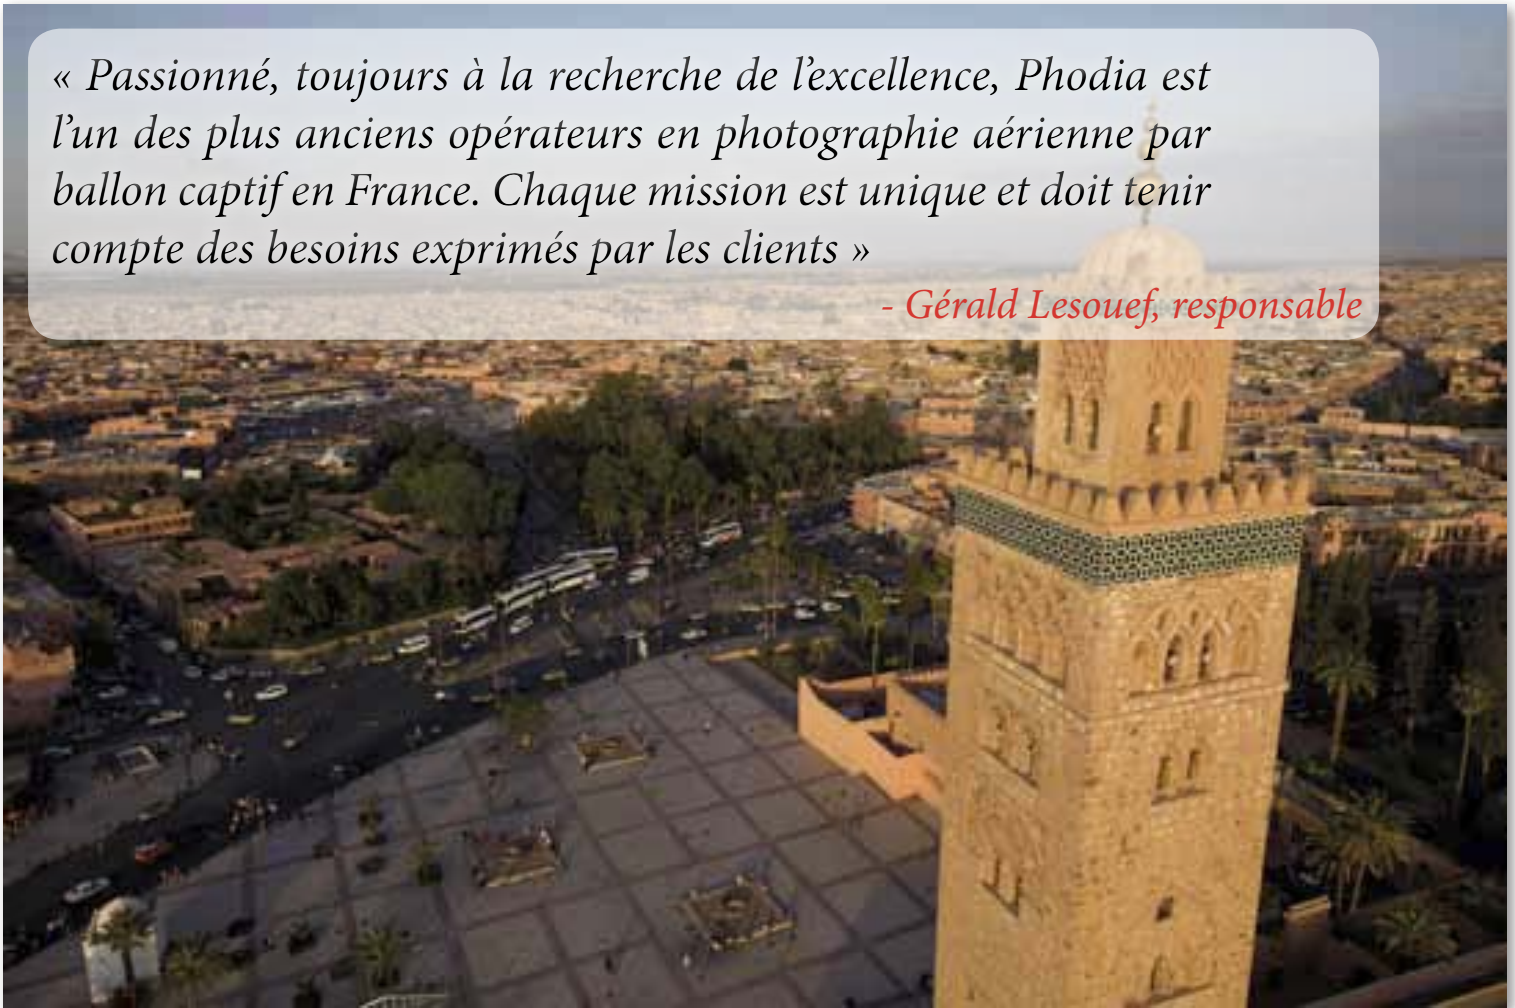 « Passionné, toujours à la recherche de l’excellence, Phodia est
l’un des plus anciens opérateurs en photographie aérienne par
ballon captif en France. Chaque mission est unique et doit tenir
compte des besoins exprimés par les clients »
- Gérald Lesouef, responsable